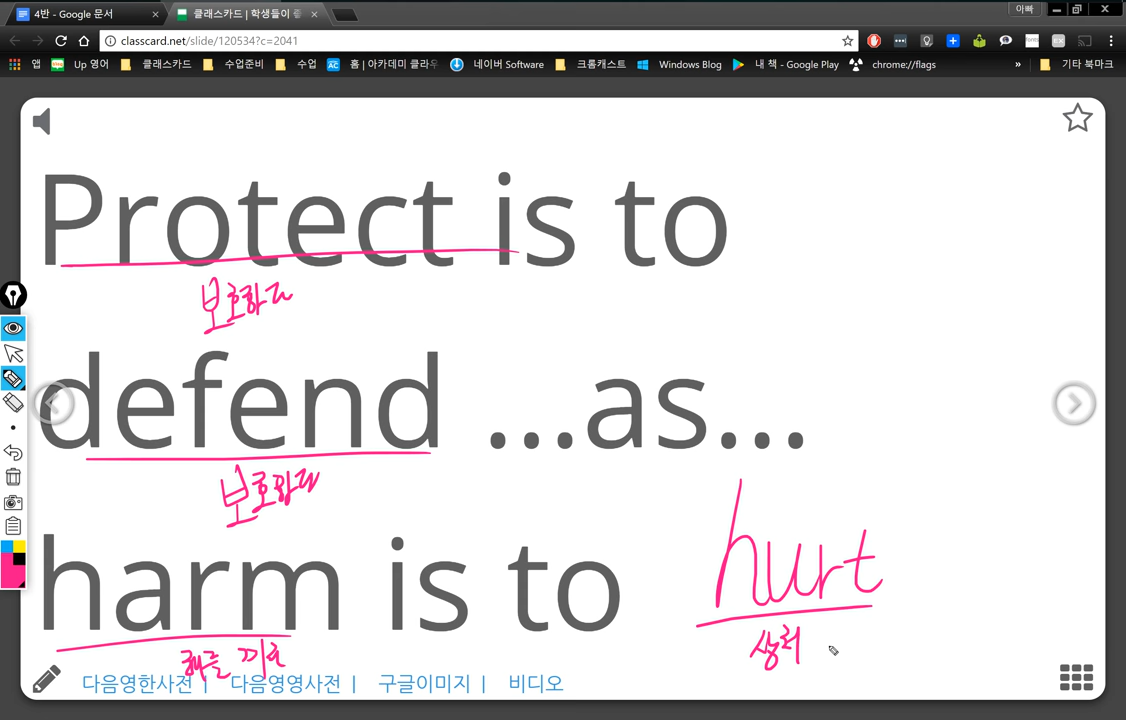 4반 - Google 문서
클래스카드 | 학생들이 좋
아빠
classcard.net/slide/120534?c=2041
앱 Up 영어 클래스카드 수업준비 수업 홈 | 아카데미 클라우 네이버 Software 크롬캐스트 Windows Blog 내 책 - Google Play chrome://flags » 기타 북마크
Protect is to
보호하다
defend ...as...
보호하다
harm is to hurt
해를 끼
상처
다음영한사전 | 다음영영사전 | 구글이미지 | 비디오